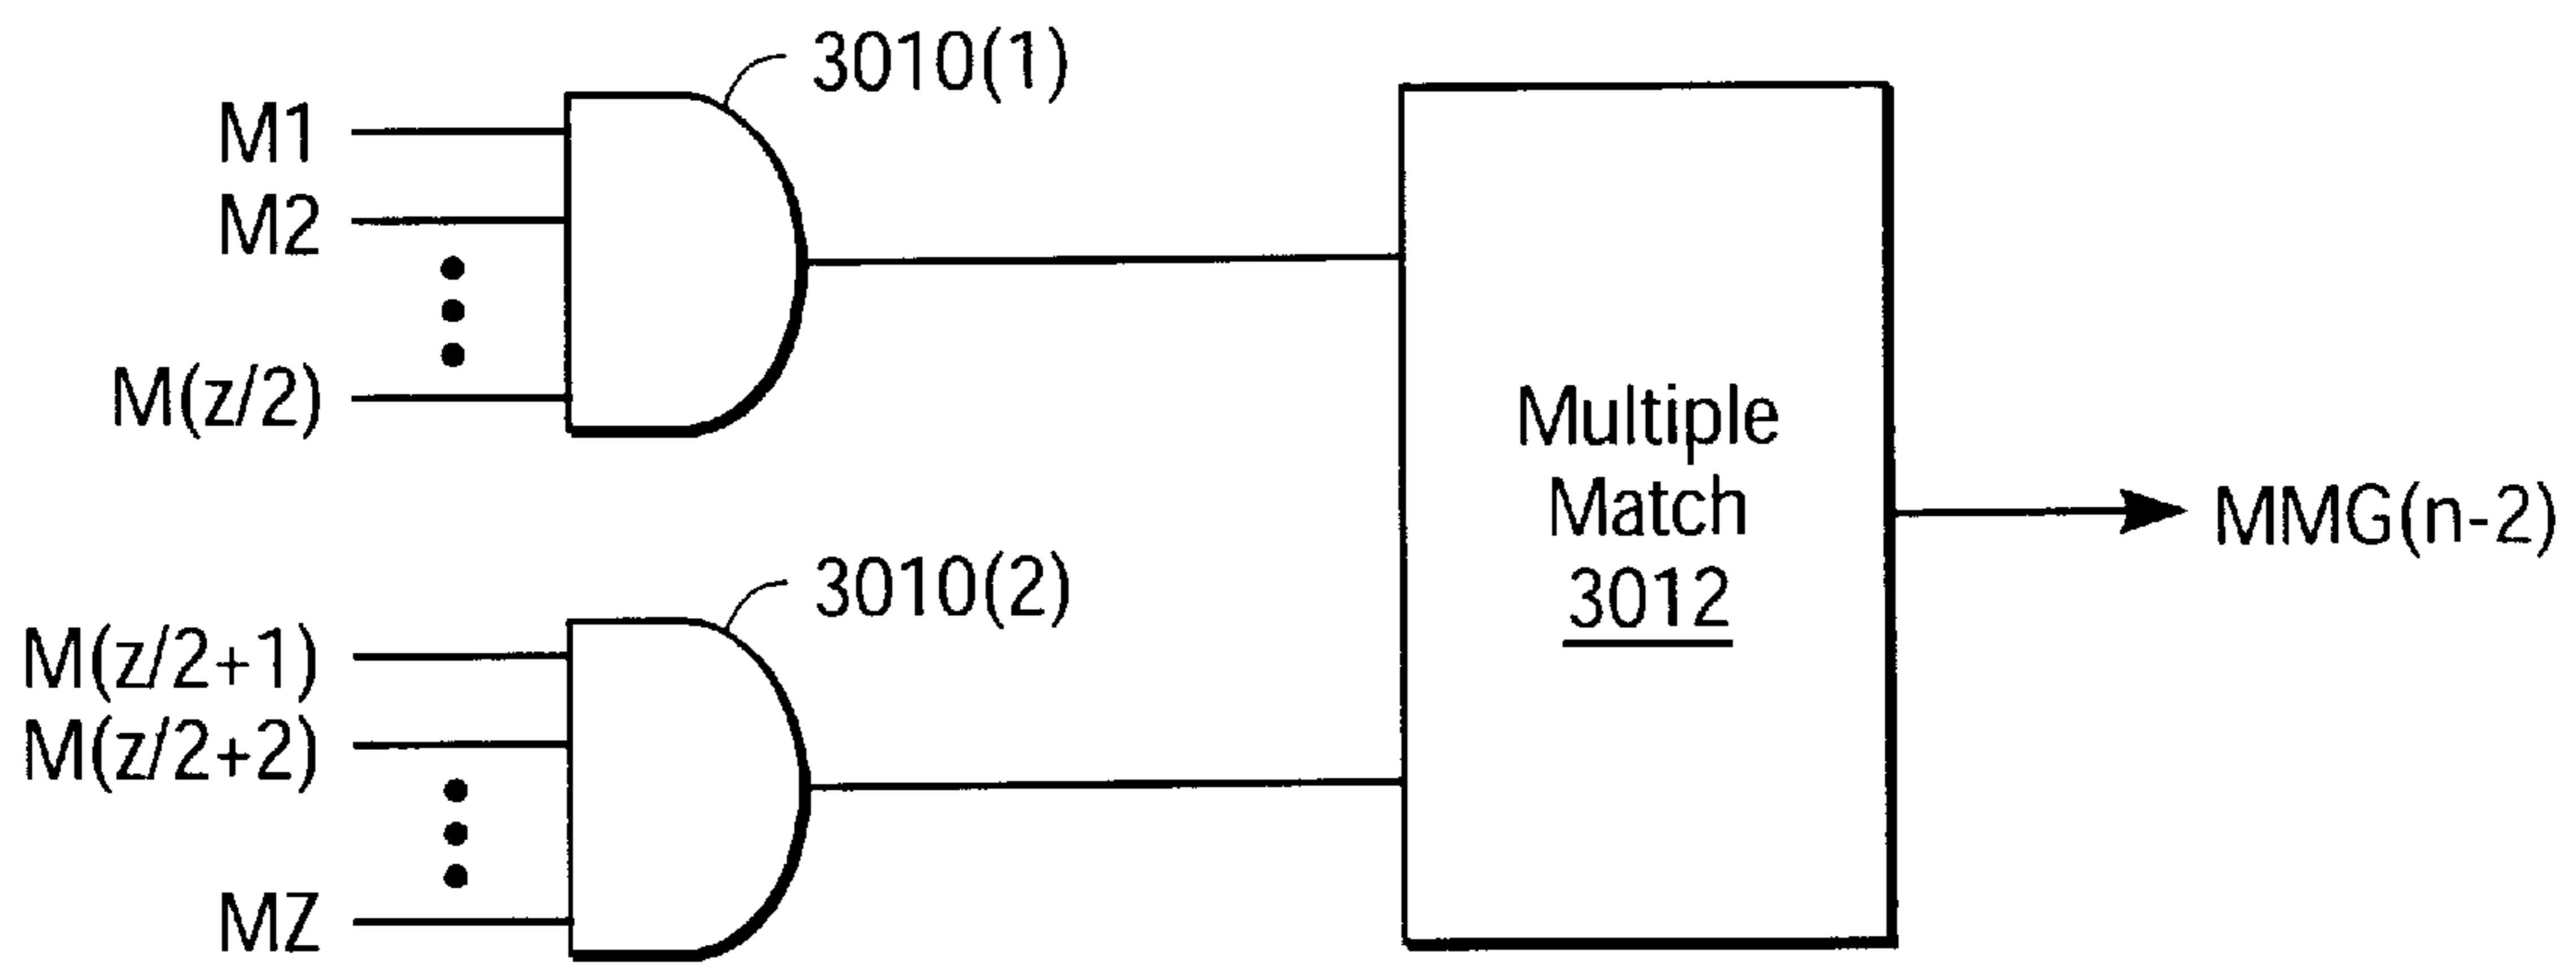 3010(1)
M1
M2
M(z/2)
Multiple
Match
3012
MMG(n-2)
3010(2)
M(z/2+1)
M(z/2+2)
MZ